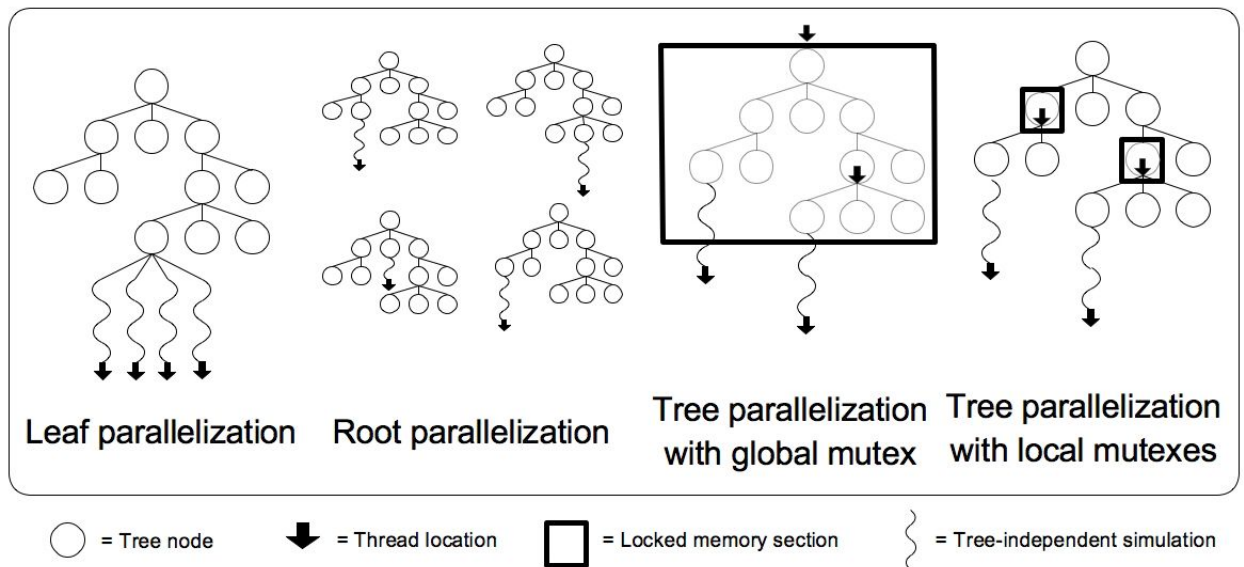 Leaf parallelization
Root parallelization
Tree parallelization
with global mutex
Tree parallelization
with local mutexes
= Tree node
= Thread location
= Locked memory section
= Tree-independent simulation